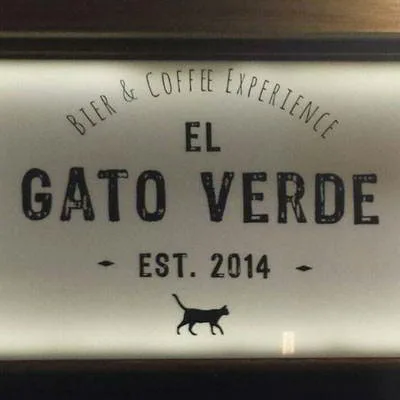 Bier & Coffee Experience
EL
GATO VERDE
- EST. 2014 -